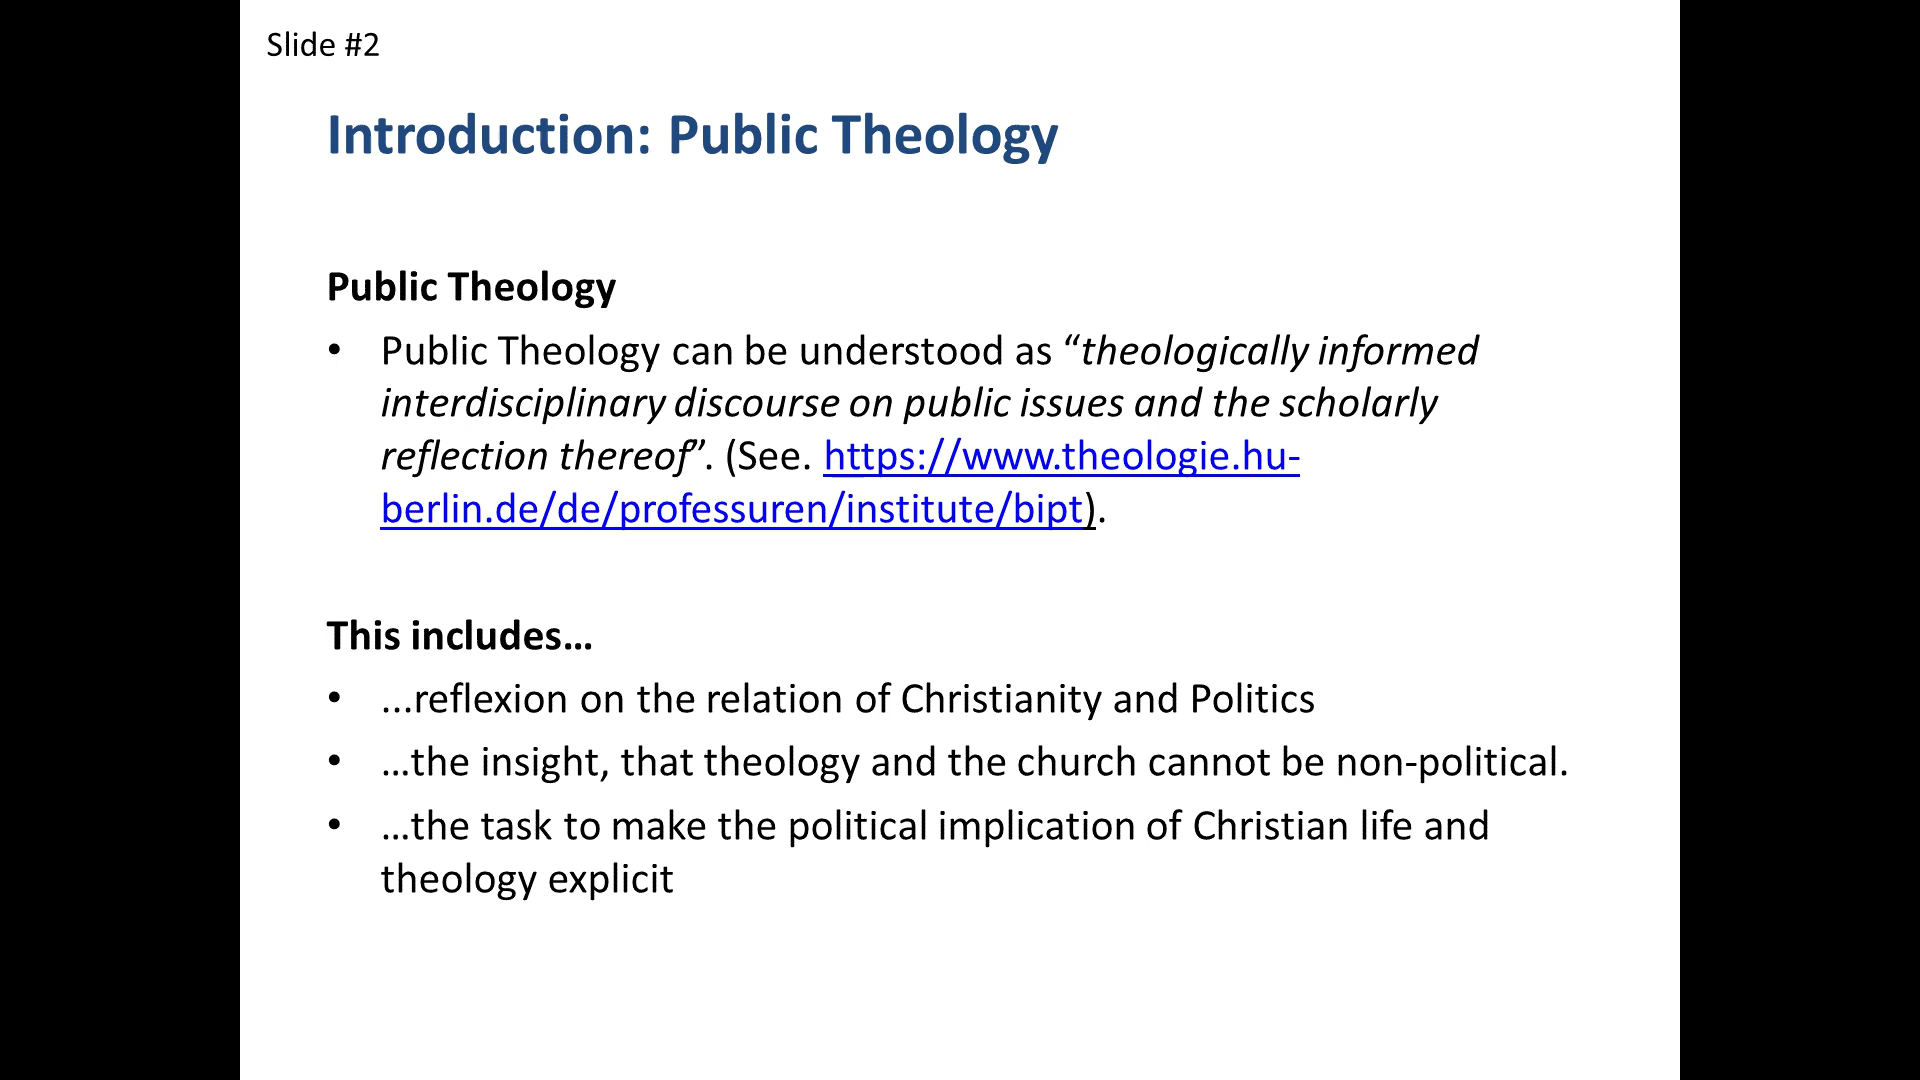 Slide #2
Introduction: Public Theology
Public Theology
• Public Theology can be understood as “theologically informed
interdisciplinary discourse on public issues and the scholarly
reflection thereof”. (See. https://www.theologie.hu-
berlin.de/de/professuren/institute/bipt).
This includes…
• ...reflexion on the relation of Christianity and Politics
• …the insight, that theology and the church cannot be non-political.
• …the task to make the political implication of Christian life and
theology explicit